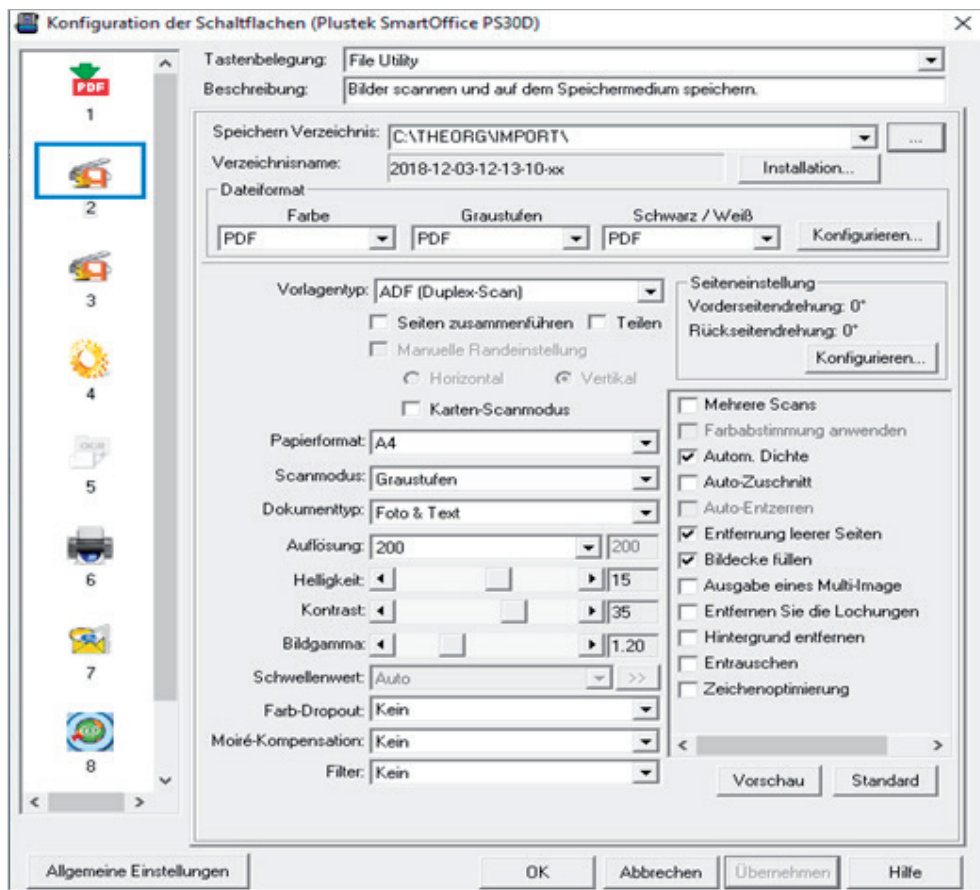 Konfiguration der Schaltflachen (Plustek SmartOffice PS30D)
PDF
1
2
3
4
OCR
5
6
7
8
Tastenbelegung: File Utility
Beschreibung: Bilder scannen und auf dem Speichermedium speichern.
Speichern Verzeichnis: C:\THEORG\IMPORT\ ...
Verzeichnisname: 2018-12-03-12-13-10-xx Installation...
Dateiformat
Farbe Graustufen Schwarz / Weiß
PDF PDF PDF Konfigurieren...
Vorlagentyp: ADF (Duplex-Scan)
Seiten zusammenführen Teilen
Manuelle Randeinstellung
Horizontal Vertikal
Karten-Scanmodus
Papierformat: A4
Scanmodus: Graustufen
Dokumenttyp: Foto & Text
Auflösung: 200 200
Helligkeit: 15
Kontrast: 35
Bildgamma: 1.20
Schwellenwert: Auto >>
Farb-Dropout: Kein
Moiré-Kompensation: Kein
Filter: Kein
Seiteneinstellung
Vorderseitendrehung: 0°
Rückseitendrehung: 0°
Konfigurieren...
Mehrere Scans
Farbabstimmung anwenden
Autom. Dichte
Auto-Zuschnitt
Auto-Entzerren
Entfernung leerer Seiten
Bildecke füllen
Ausgabe eines Multi-Image
Entfernen Sie die Lochungen
Hintergrund entfernen
Entrauschen
Zeichenoptimierung
Vorschau Standard
Allgemeine Einstellungen OK Abbrechen Übernehmen Hilfe